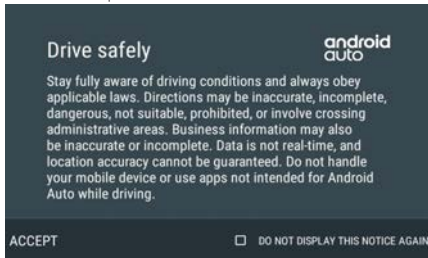 Drive safely
android
auto
Stay fully aware of driving conditions and always obey
applicable laws. Directions may be inaccurate, incomplete,
dangerous, not suitable, prohibited, or involve crossing
administrative areas. Business information may also
be inaccurate or incomplete. Data is not real-time, and
location accuracy cannot be guaranteed. Do not handle
your mobile device or use apps not intended for Android
Auto while driving.
ACCEPT
DO NOT DISPLAY THIS NOTICE AGAIN